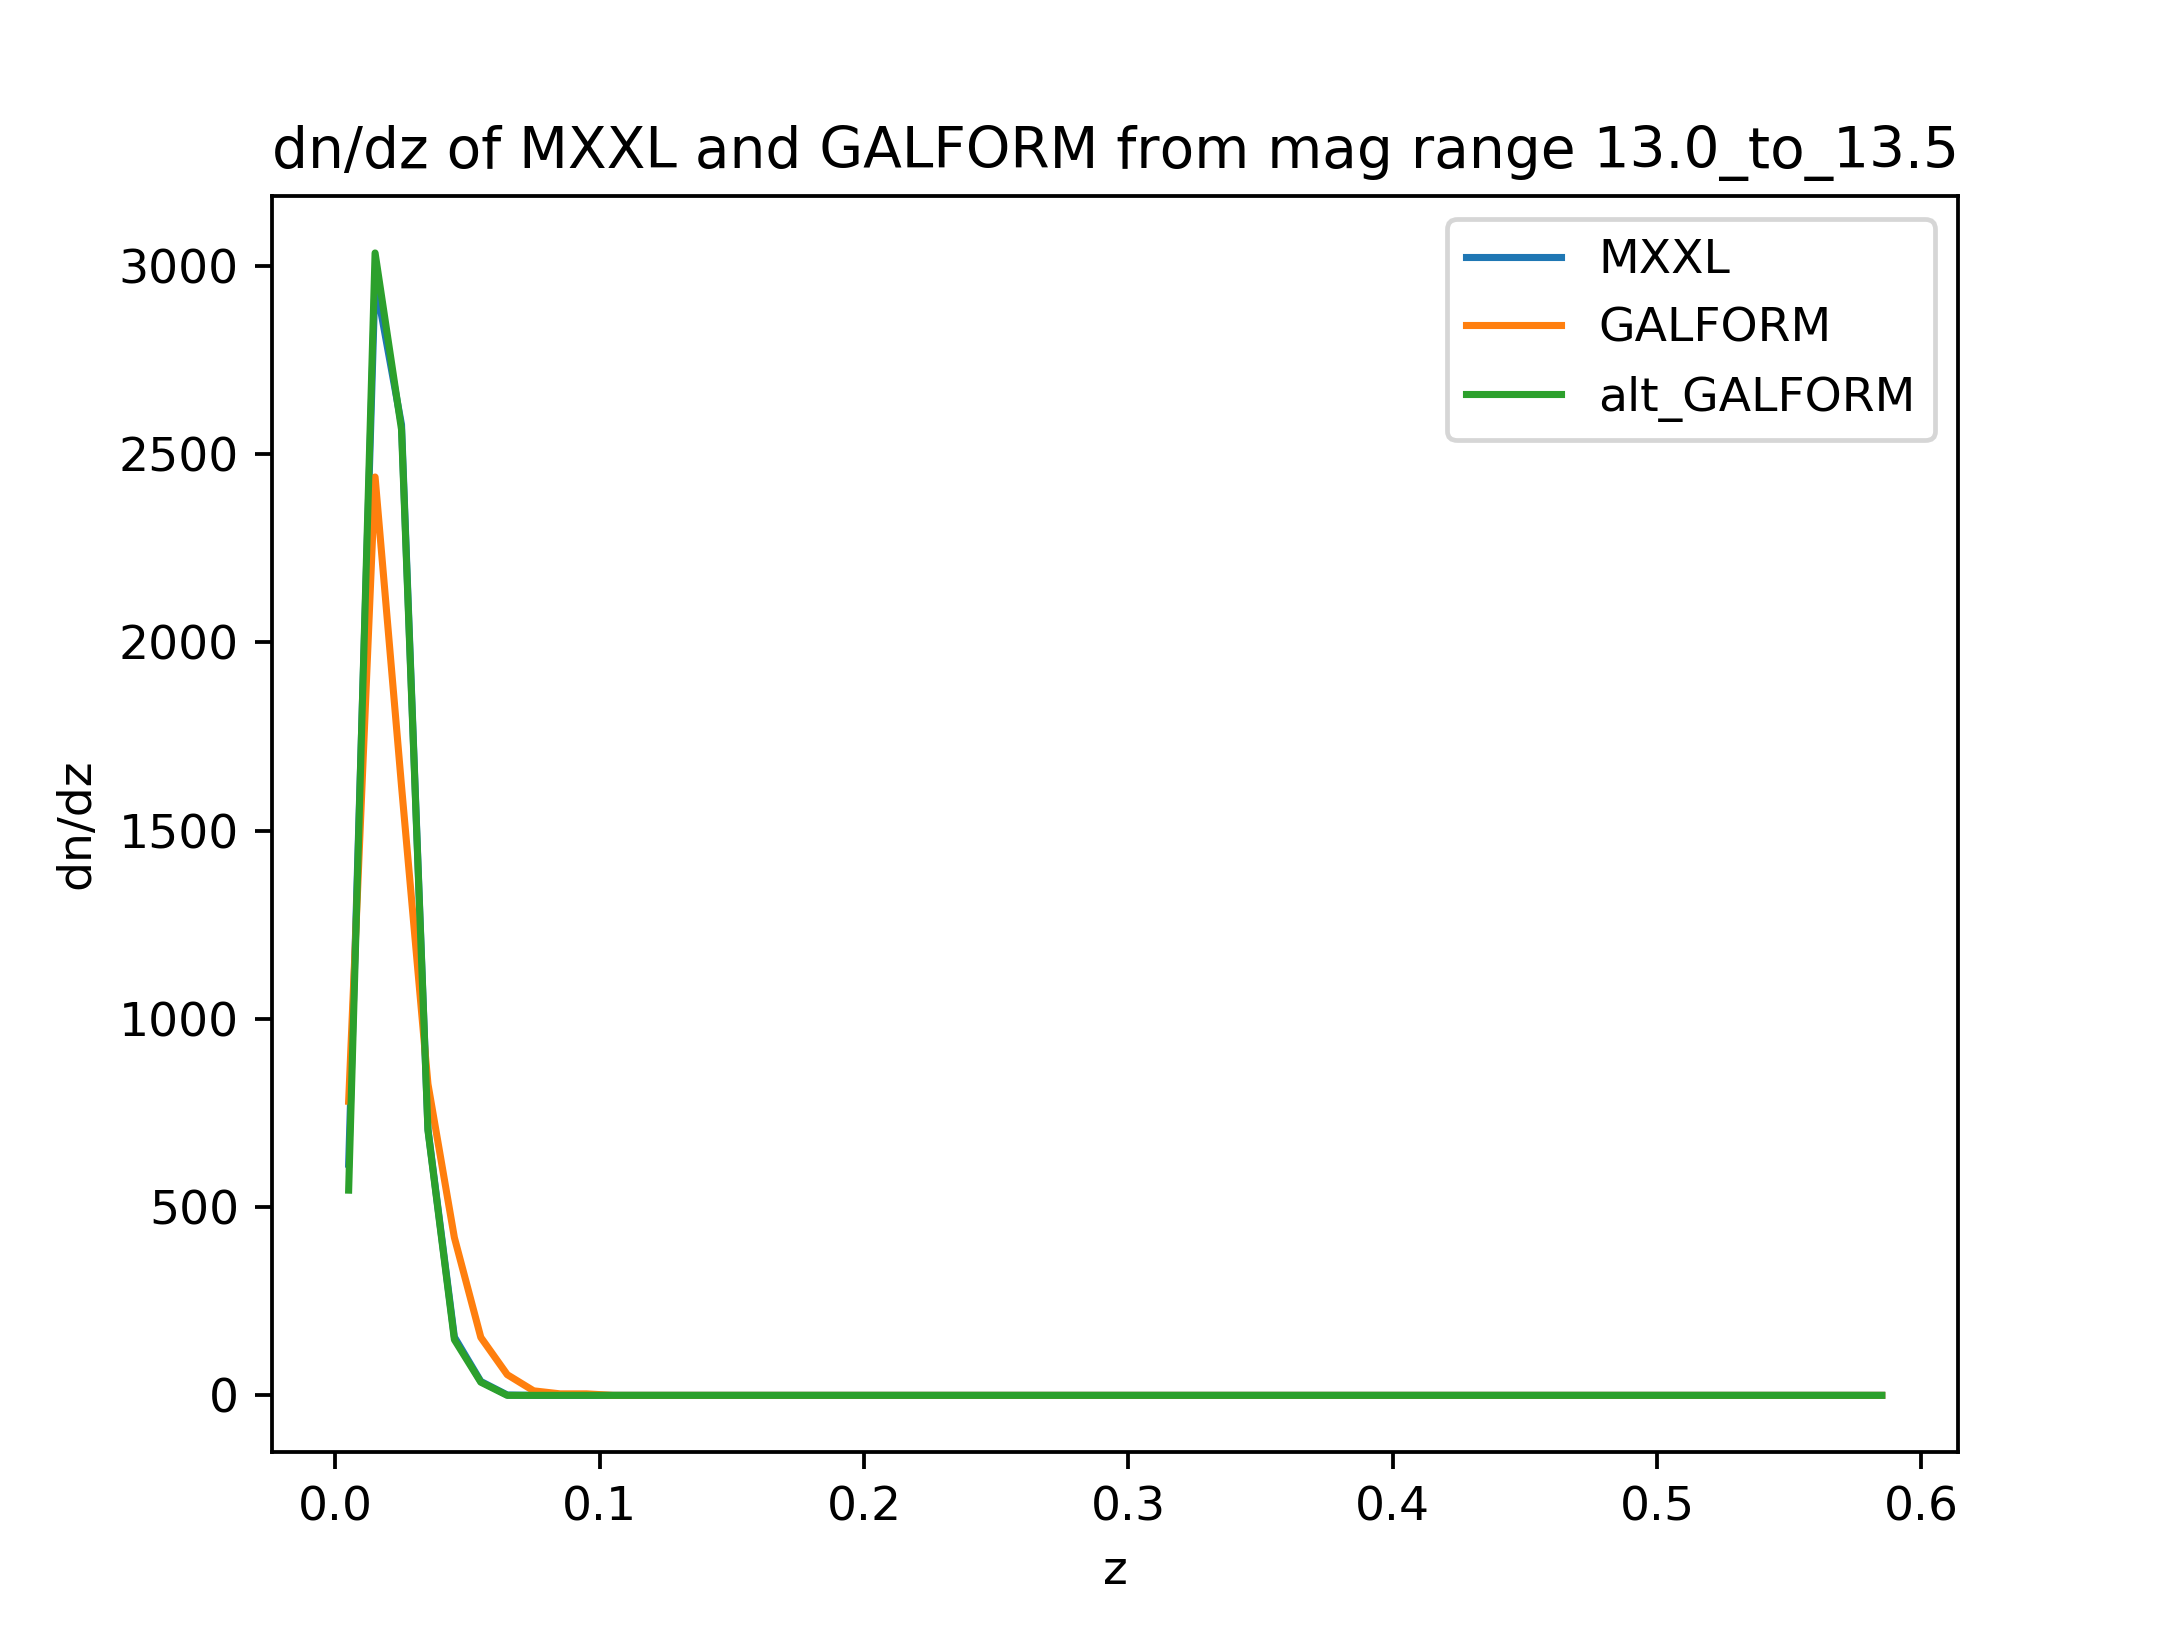 dn/dz of MXXL and GALFORM from mag range 13.0_to_13.5
MXXL
GALFORM
alt_GALFORM
3000
2500
2000
1500
1000
500
0
dn/dz
0.0 0.1 0.2 0.3 0.4 0.5 0.6
z